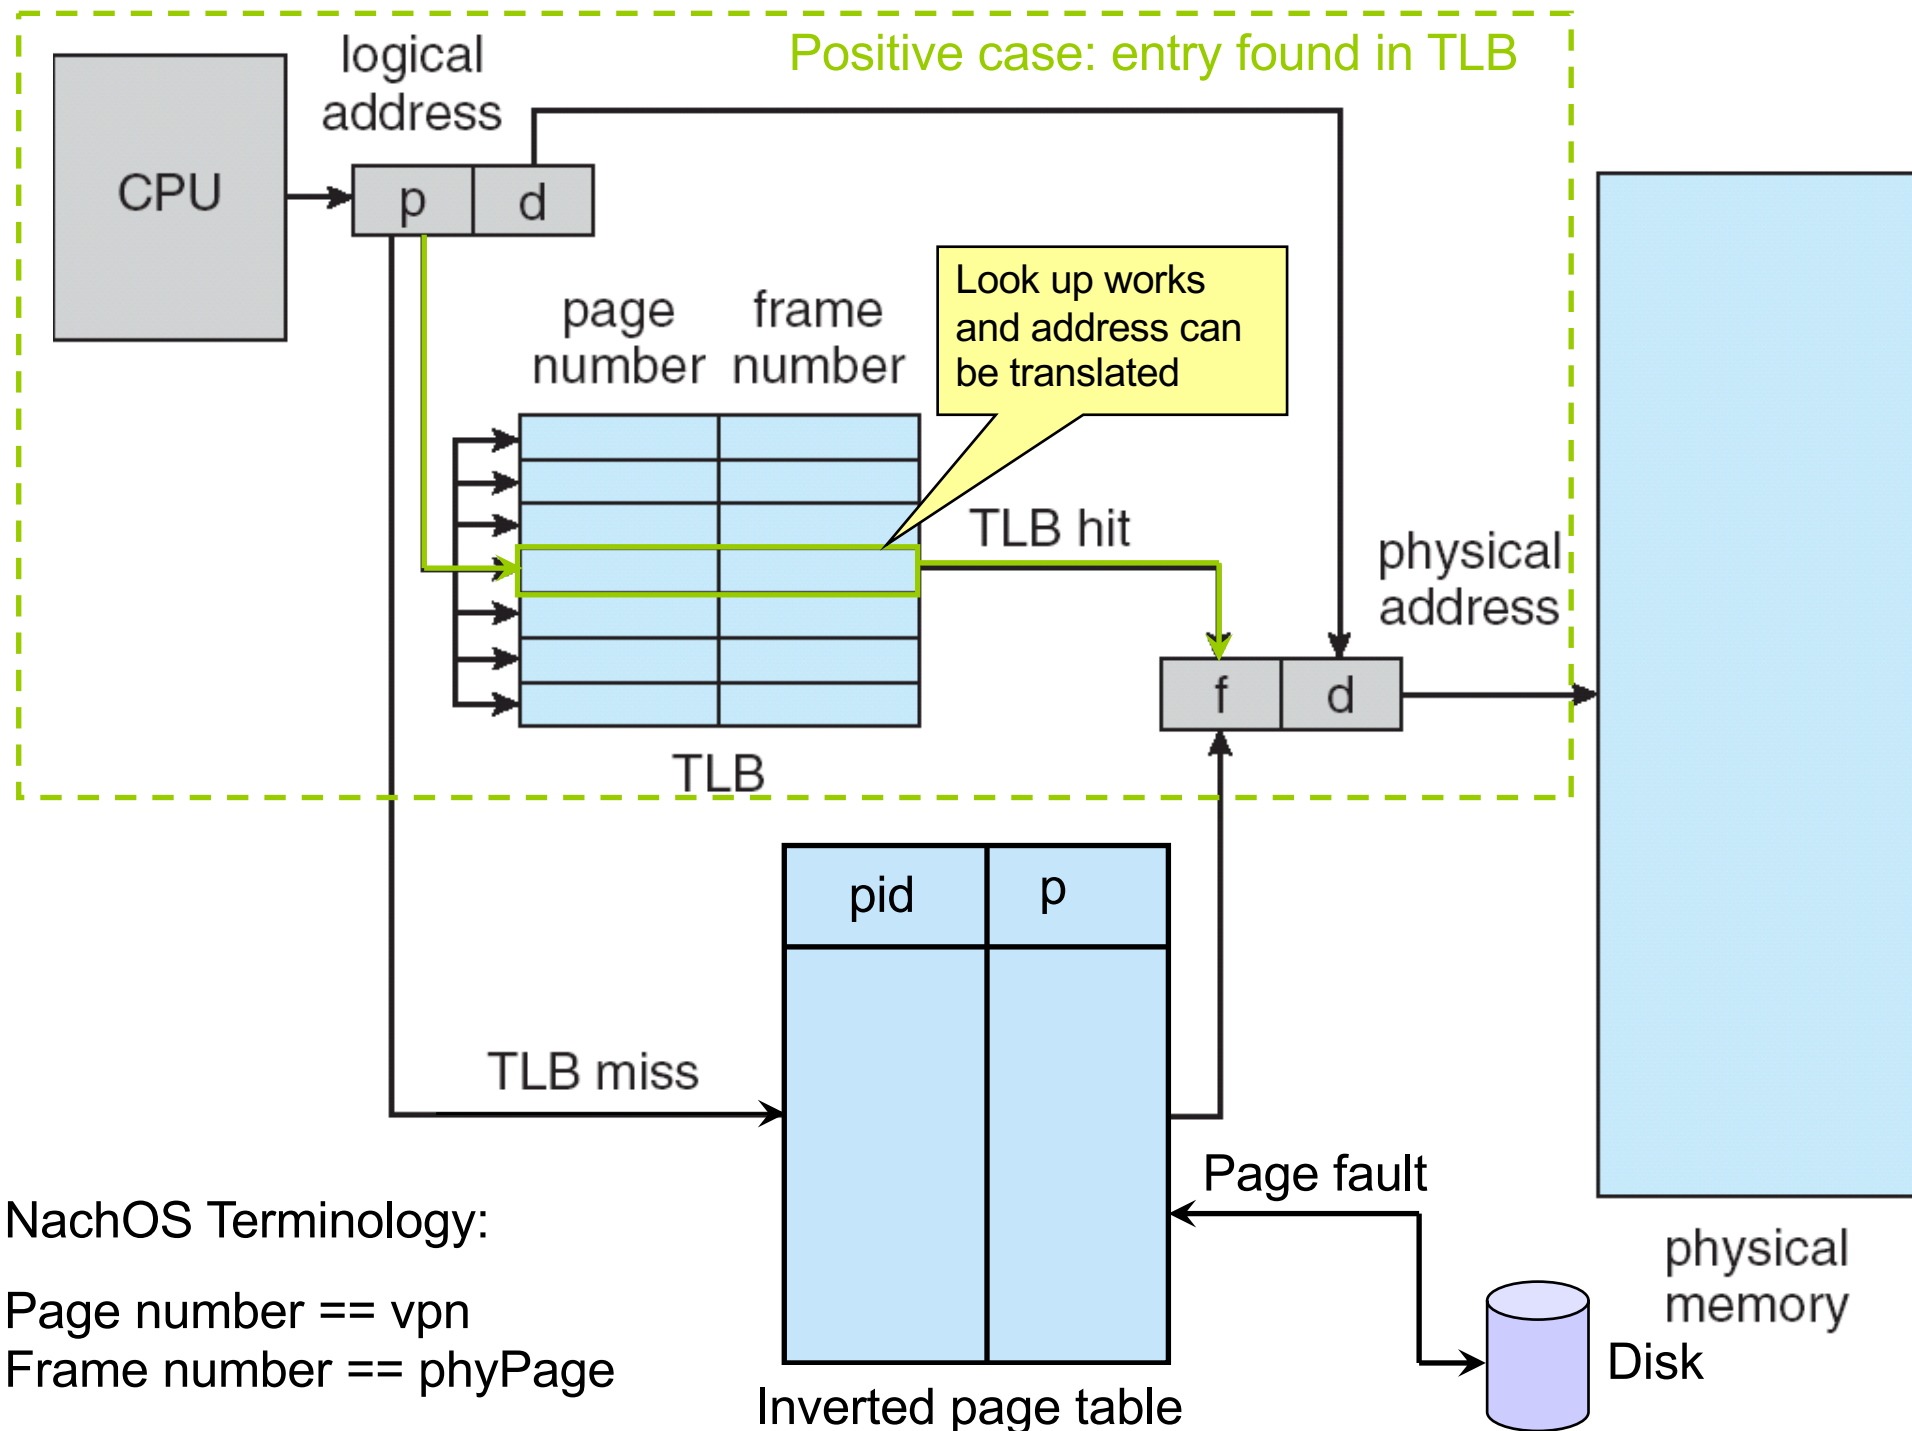 Positive case: entry found in TLB
logical
address
CPU
p
d
Look up works
and address can
be translated
page
number
frame
number
TLB hit
physical
address
f
d
TLB
pid
p
TLB miss
Page fault
NachOS Terminology:
Page number == vpn
Frame number == phyPage
physical
memory
Disk
Inverted page table